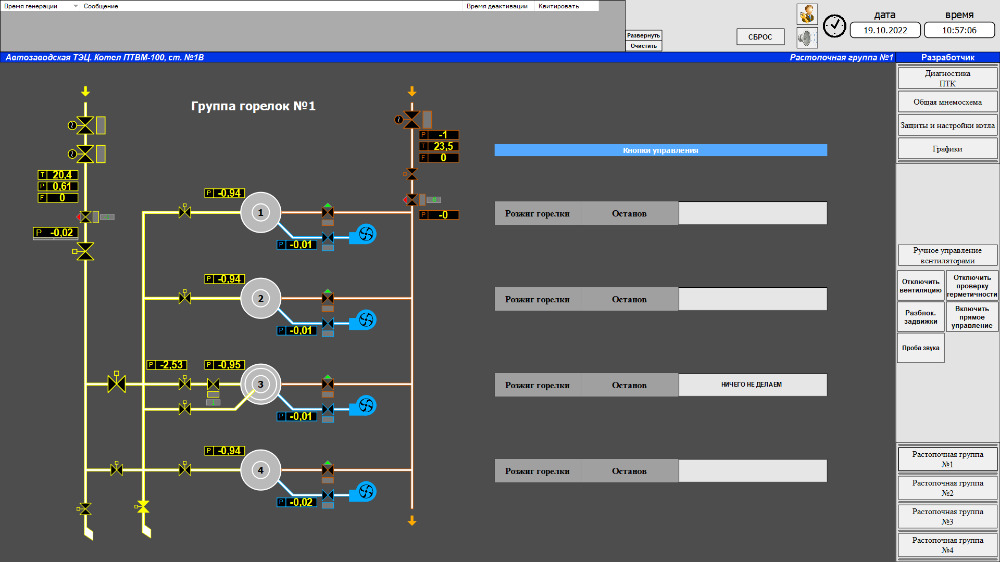 Время генерации
Сообщение
Время деактивации
Квитировать
Развернуть
Очистить
СБРОС
дата
время
19.10.2022
10:57:06
Автозаводская ТЭЦ. Котел ПТВМ-100, ст. №1В
Растопочная группа №1
Разработчик
Диагностика
ПТК
Общая мнемосхема
Защиты и настройки котла
Графики
Группа горелок №1
P -1
T 23,5
F 0
Кнопки управления
T 20,4
P 0,61
F 0
-1
P -0,02
-0
P -0
P -0,94
1
P -0,01
Розжиг горелки
Останов
P -0,94
2
P -0,01
Розжиг горелки
Останов
P -2,53
P -0,95
3
1
P -0,01
Розжиг горелки
Останов
НИЧЕГО НЕ ДЕЛАЕМ
P -0,94
4
P -0,02
Розжиг горелки
Останов
Ручное управление
вентиляторами
Отключить
вентиляцию
Отключить
проверку
герметичности
Разблок.
задвижки
Включить
прямое
управление
Проба звука
Растопочная группа
№1
Растопочная группа
№2
Растопочная группа
№3
Растопочная группа
№4